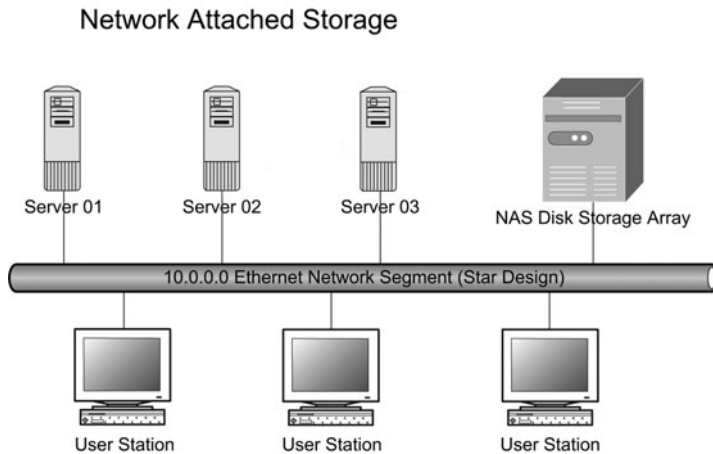 Network Attached Storage
Server 01
Server 02
Server 03
NAS Disk Storage Array
10.0.0.0 Ethernet Network Segment (Star Design)
User Station
User Station
User Station